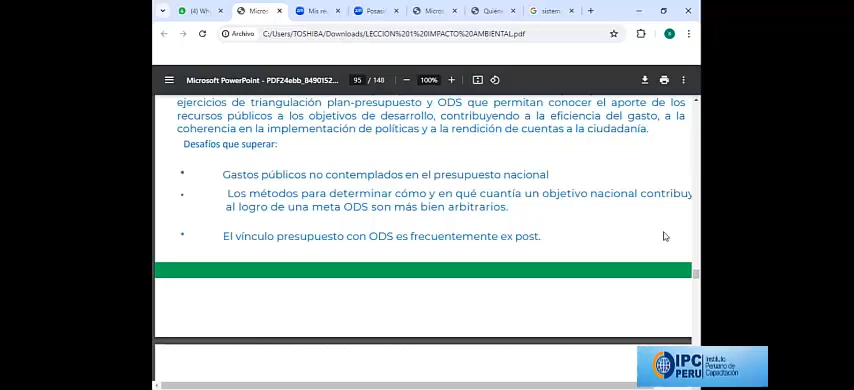 (4) Wh
Micros
Mis re
Posas
Micros
Quién
sistem
Archivo
C:/Users/TOSHIBA/Downloads/LECCION%201%20IMPACTO%20AMBIENTAL.pdf
Microsoft PowerPoint - PDF24ebb_8490152...
95 / 148
100%
ejercicios de triangulación plan-presupuesto y ODS que permitan conocer el aporte de los
recursos públicos a los objetivos de desarrollo, contribuyendo a la eficiencia del gasto, a la
coherencia en la implementación de políticas y a la rendición de cuentas a la ciudadanía.
Desafíos que superar:
• Gastos públicos no contemplados en el presupuesto nacional
• Los métodos para determinar cómo y en qué cuantía un objetivo nacional contribuy
al logro de una meta ODS son más bien arbitrarios.
• El vínculo presupuesto con ODS es frecuentemente ex post.
IPC
PERU
Instituto
Peruano de
Capacitación